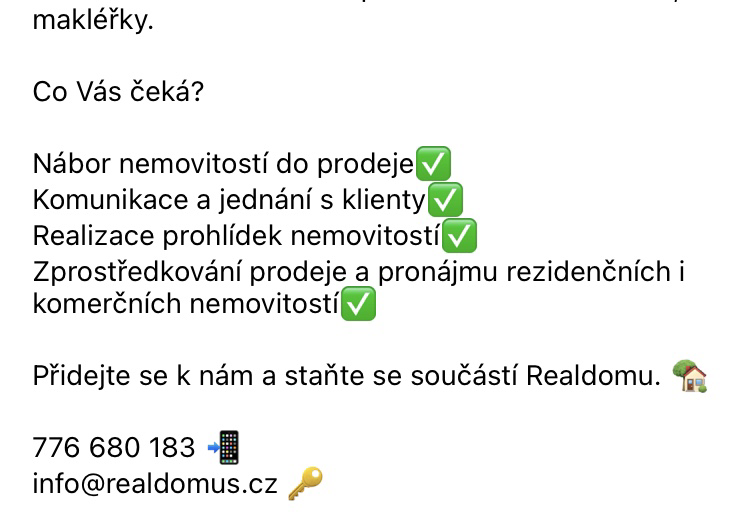 makléřky.
Co Vás čeká?
Nábor nemovitostí do prodeje✅
Komunikace a jednání s klienty✅
Realizace prohlídek nemovitostí✅
Zprostředkování prodeje a pronájmu rezidenčních i
komerčních nemovitostí✅
Přidejte se k nám a staňte se součástí Realdomu. 🏡
776 680 183 📲
info@realdomus.cz 🔑